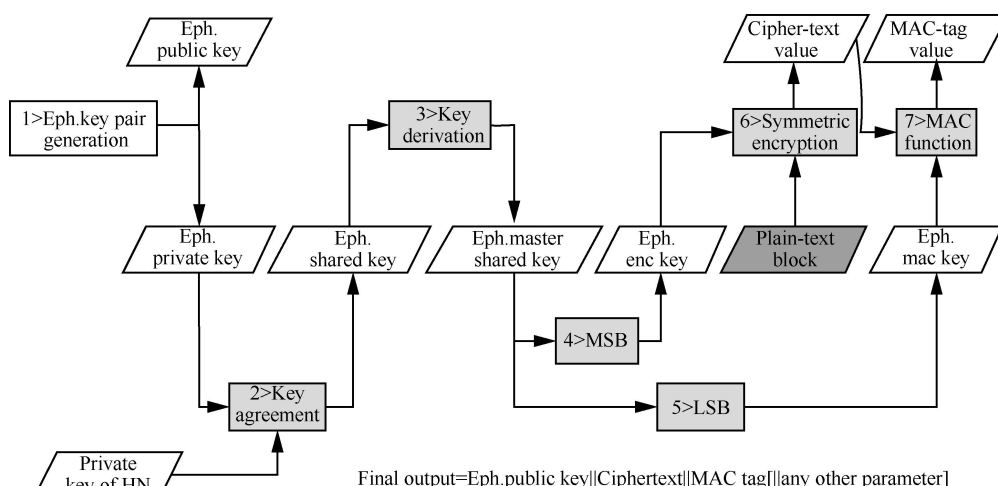 Eph.
public key
Cipher-text
value
MAC-tag
value
1>Eph.key pair
generation
3>Key
derivation
6>Symmetric
encryption
7>MAC
function
Eph.
private key
Eph.
shared key
Eph.master
shared key
Eph.
enc key
Plain-text
block
Eph.
mac key
4>MSB
2>Key
agreement
5>LSB
Private
key of HN
Final output=Eph.public key||Ciphertext||MAC tag[||any other parameter]